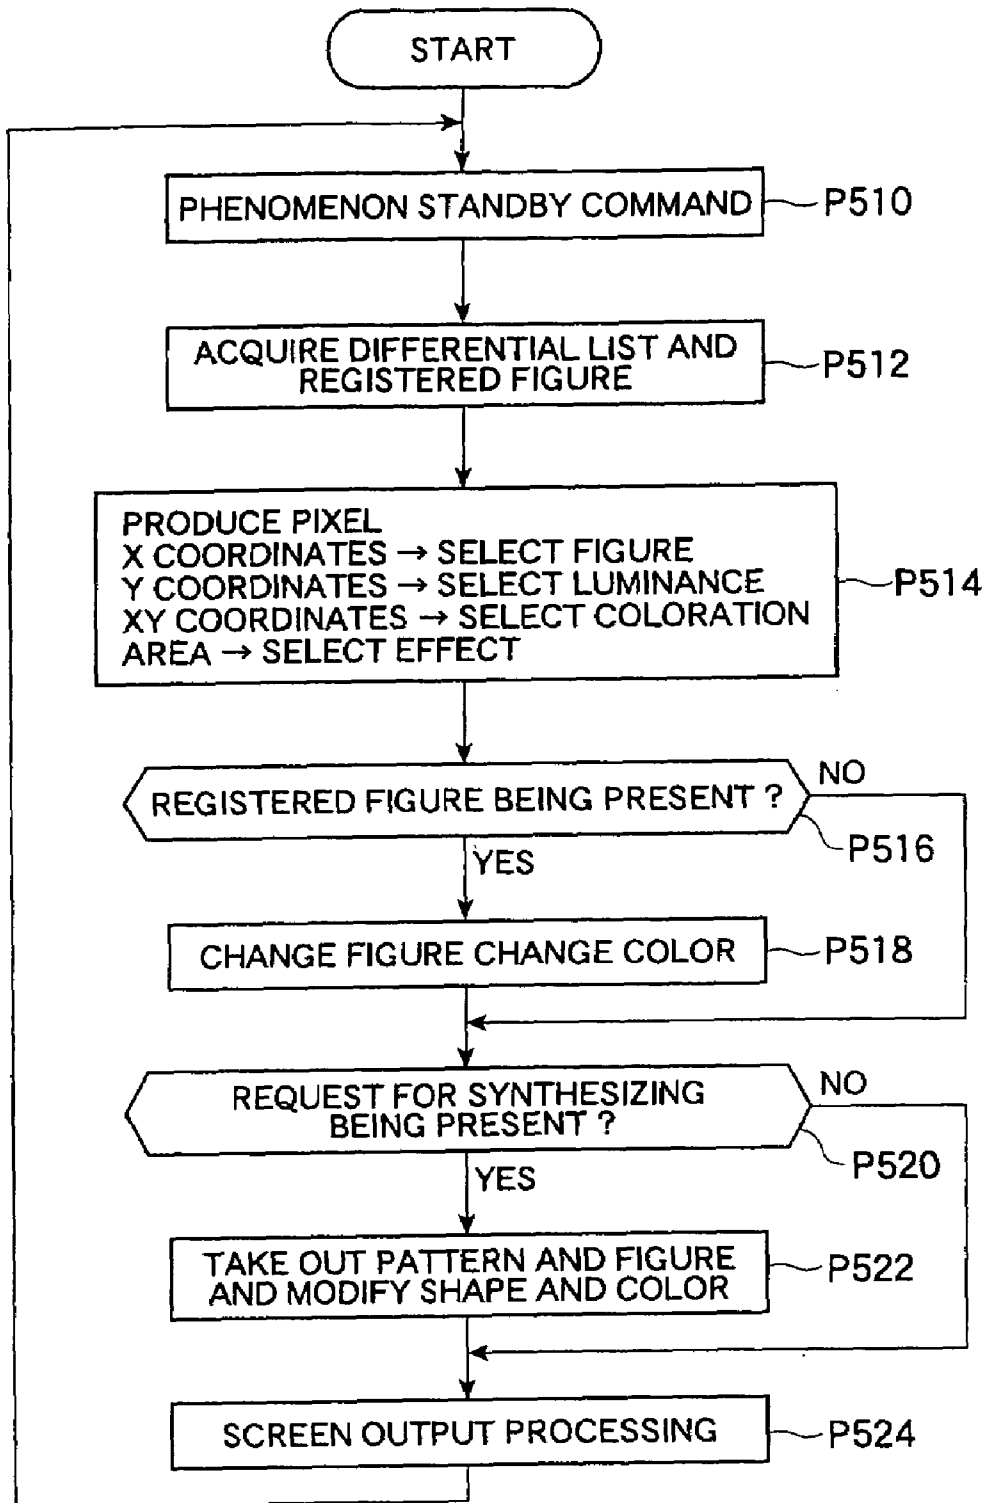 START
PHENOMENON STANDBY COMMAND
P510
ACQUIRE DIFFERENTIAL LIST AND
REGISTERED FIGURE
P512
PRODUCE PIXEL
X COORDINATES → SELECT FIGURE
Y COORDINATES → SELECT LUMINANCE
XY COORDINATES → SELECT COLORATION
AREA → SELECT EFFECT
P514
REGISTERED FIGURE BEING PRESENT ?
NO
P516
YES
CHANGE FIGURE CHANGE COLOR
P518
REQUEST FOR SYNTHESIZING
BEING PRESENT ?
NO
P520
YES
TAKE OUT PATTERN AND FIGURE
AND MODIFY SHAPE AND COLOR
P522
SCREEN OUTPUT PROCESSING
P524